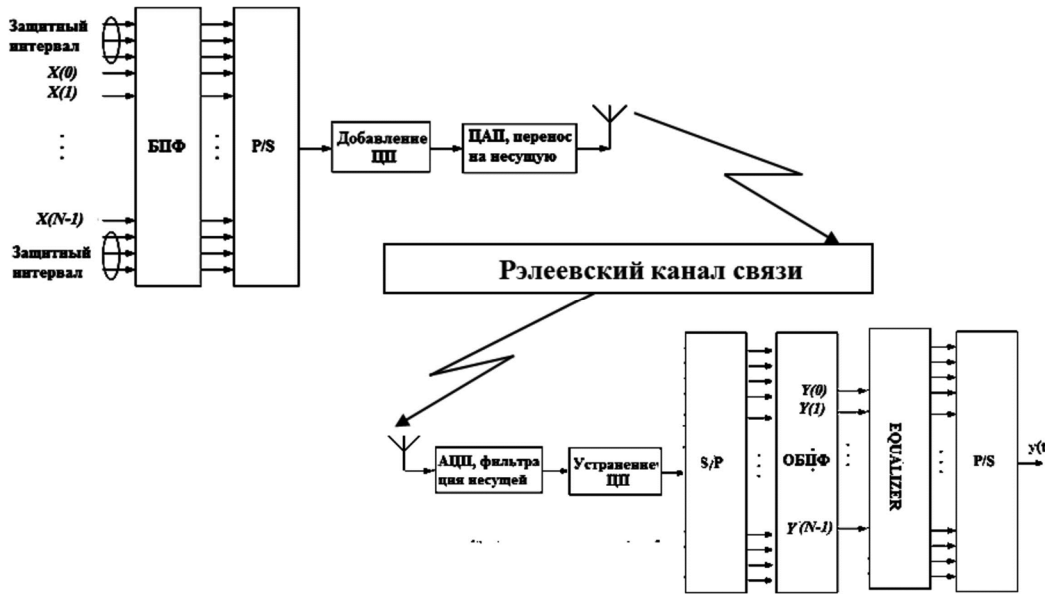 Защитный
интервал
X(0)
X(1)
X(N-1)
Защитный
интервал
БПФ
P/S
Добавление
ЦП
ЦАП, перенос
на несущую
Рэлеевский канал связи
АЦП, фильтра
ция несущей
Устранение
ЦП
S/P
Y(0)
Y(1)
ОБПФ
Y(N-1)
EQUALIZER
P/S
y(t